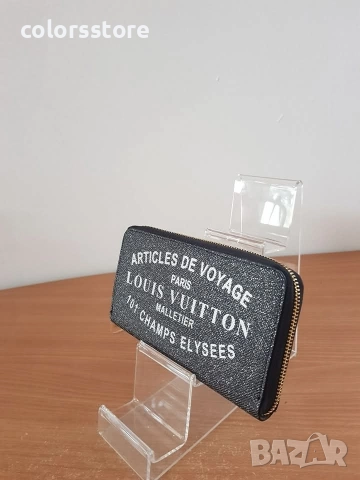 colorsstore
ARTICLES DE VOYAGE
PARIS
LOUIS VUITTON
MALLETIER
101 CHAMPS ELYSEES
BAZAR